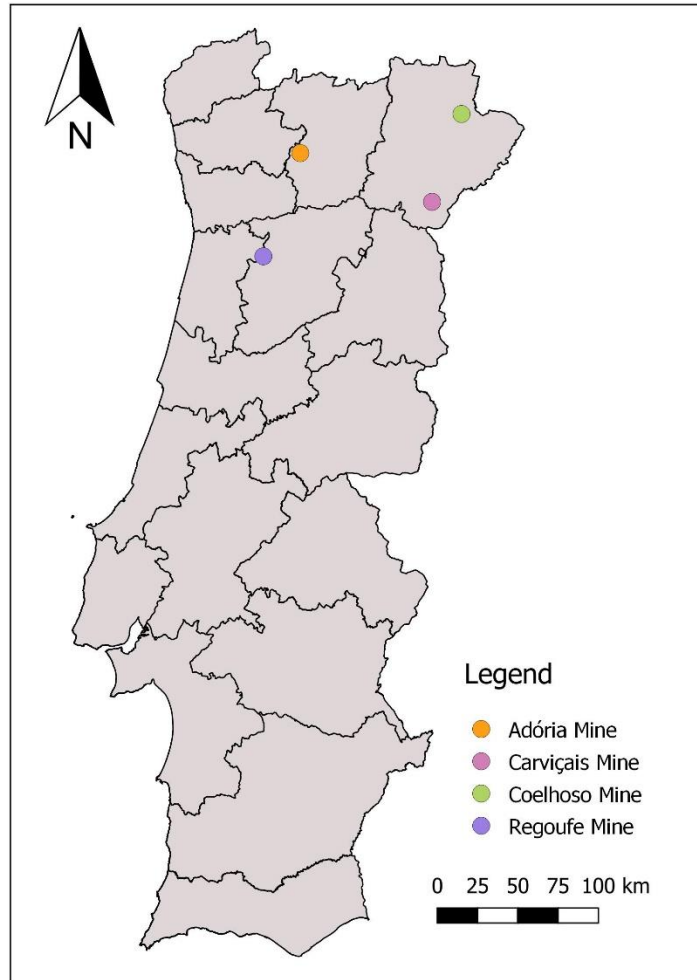 N
Legend
Adória Mine
Carviçais Mine
Coelhoso Mine
Regoufe Mine
0 25 50 75 100 km